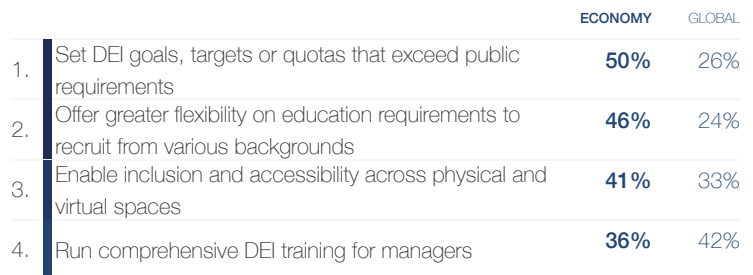 ECONOMY GLOBAL
Set DEI goals, targets or quotas that exceed public
1. 50% 26%
requirements
Offer greater flexibility on education requirements to
2. 46% 24%
recruit from various backgrounds
Enable inclusion and accessibility across physical and
3. 41% 33%
virtual spaces
4. Run comprehensive DEI training for managers 36% 42%